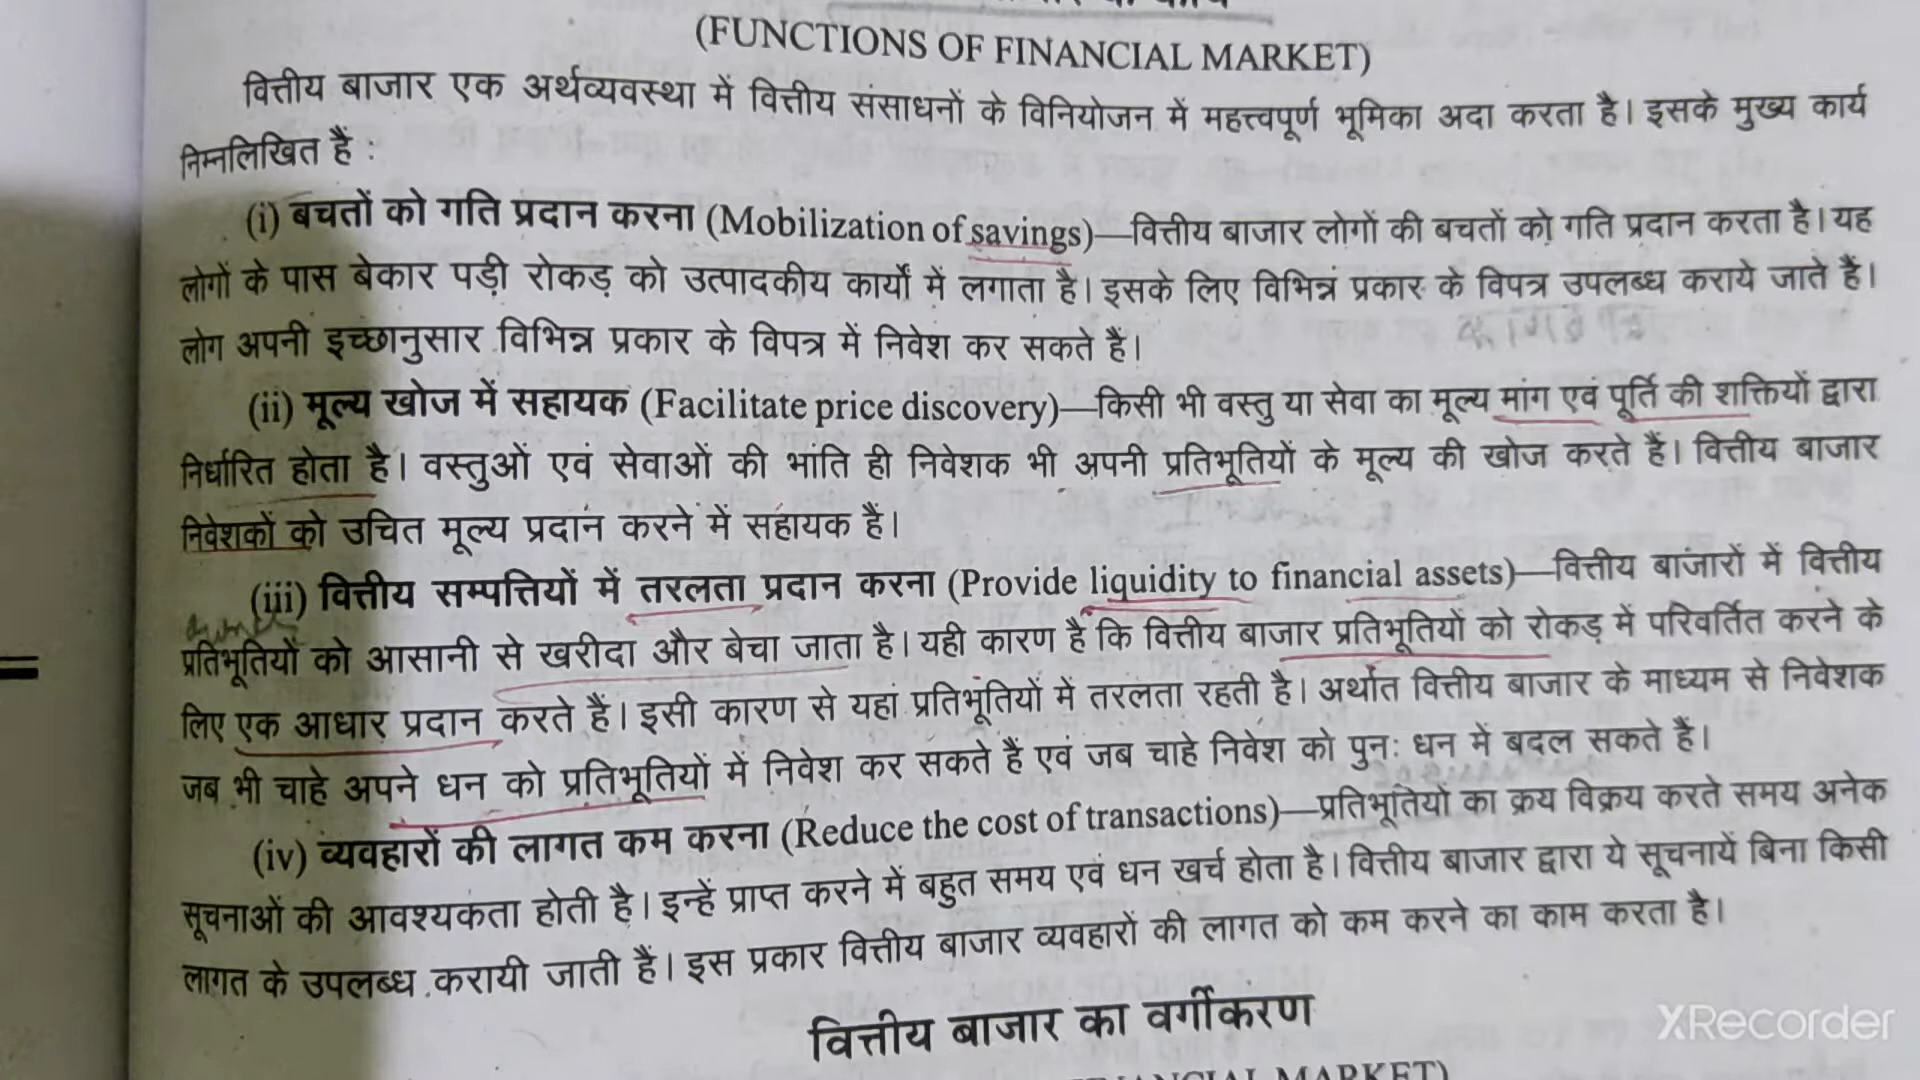 (FUNCTIONS OF FINANCIAL MARKET)
वित्तीय बाजार एक अर्थव्यवस्था में वित्तीय संसाधनों के विनियोजन में महत्त्वपूर्ण भूमिका अदा करता है। इसके मुख्य कार्य
निम्नलिखित हैं :
(i) बचतों को गति प्रदान करना (Mobilization of savings)—वित्तीय बाजार लोगों की बचतों को गति प्रदान करता है। यह
लोगों के पास बेकार पड़ी रोकड़ को उत्पादकीय कार्यों में लगाता है। इसके लिए विभिन्न प्रकार के विपत्र उपलब्ध कराये जाते हैं।
लोग अपनी इच्छानुसार विभिन्न प्रकार के विपत्र में निवेश कर सकते हैं।
(ii) मूल्य खोज में सहायक (Facilitate price discovery)—किसी भी वस्तु या सेवा का मूल्य मांग एवं पूर्ति की शक्तियों द्वारा
निर्धारित होता है। वस्तुओं एवं सेवाओं की भांति ही निवेशक भी अपनी प्रतिभूतियों के मूल्य की खोज करते हैं। वित्तीय बाजार
निवेशकों को उचित मूल्य प्रदान करने में सहायक हैं।
(iii) वित्तीय सम्पत्तियों में तरलता प्रदान करना (Provide liquidity to financial assets)—वित्तीय बाजारों में वित्तीय
प्रतिभूतियों को आसानी से खरीदा और बेचा जाता है। यही कारण है कि वित्तीय बाजार प्रतिभूतियों को रोकड़ में परिवर्तित करने के
लिए एक आधार प्रदान करते हैं। इसी कारण से यहां प्रतिभूतियों में तरलता रहती है। अर्थात वित्तीय बाजार के माध्यम से निवेशक
जब भी चाहे अपने धन को प्रतिभूतियों में निवेश कर सकते हैं एवं जब चाहे निवेश को पुनः धन में बदल सकते हैं।
(iv) व्यवहारों की लागत कम करना (Reduce the cost of transactions)—प्रतिभूतियों का क्रय विक्रय करते समय अनेक
सूचनाओं की आवश्यकता होती है। इन्हें प्राप्त करने में बहुत समय एवं धन खर्च होता है। वित्तीय बाजार द्वारा ये सूचनायें बिना किसी
लागत के उपलब्ध करायी जाती हैं। इस प्रकार वित्तीय बाजार व्यवहारों की लागत को कम करने का काम करता है।
वित्तीय बाजार का वर्गीकरण
MARKET)
XRecorder